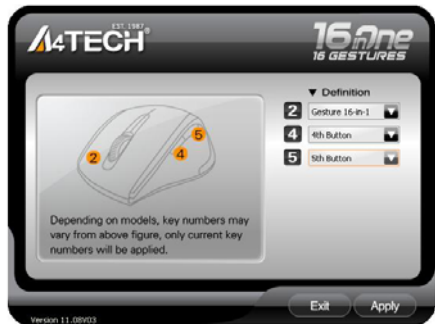 EST. 1987
A4TECH
16 in One
16 GESTURES
▼ Definition
2 Gesture 16-in-1
4 4th Button
5 5th Button
2
4
5
Depending on models, key numbers may
vary from above figure, only current key
numbers will be applied.
Exit Apply
Version 11.08V03